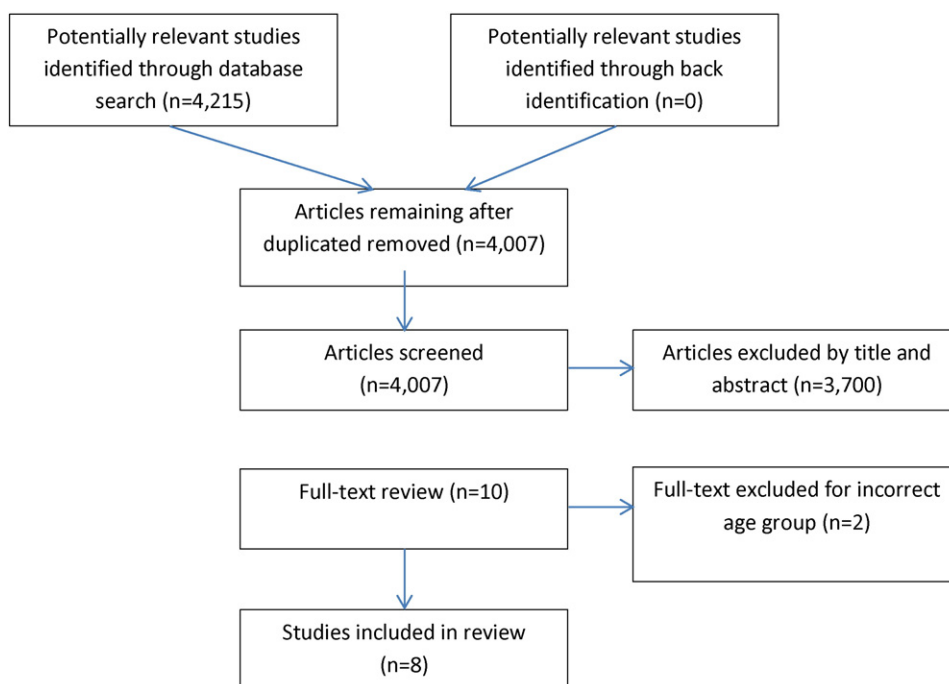 Potentially relevant studies
identified through database
search (n=4,215)
Potentially relevant studies
identified through back
identification (n=0)
Articles remaining after
duplicated removed (n=4,007)
Articles screened
(n=4,007)
Articles excluded by title and
abstract (n=3,700)
Full-text review (n=10)
Full-text excluded for incorrect
age group (n=2)
Studies included in review
(n=8)